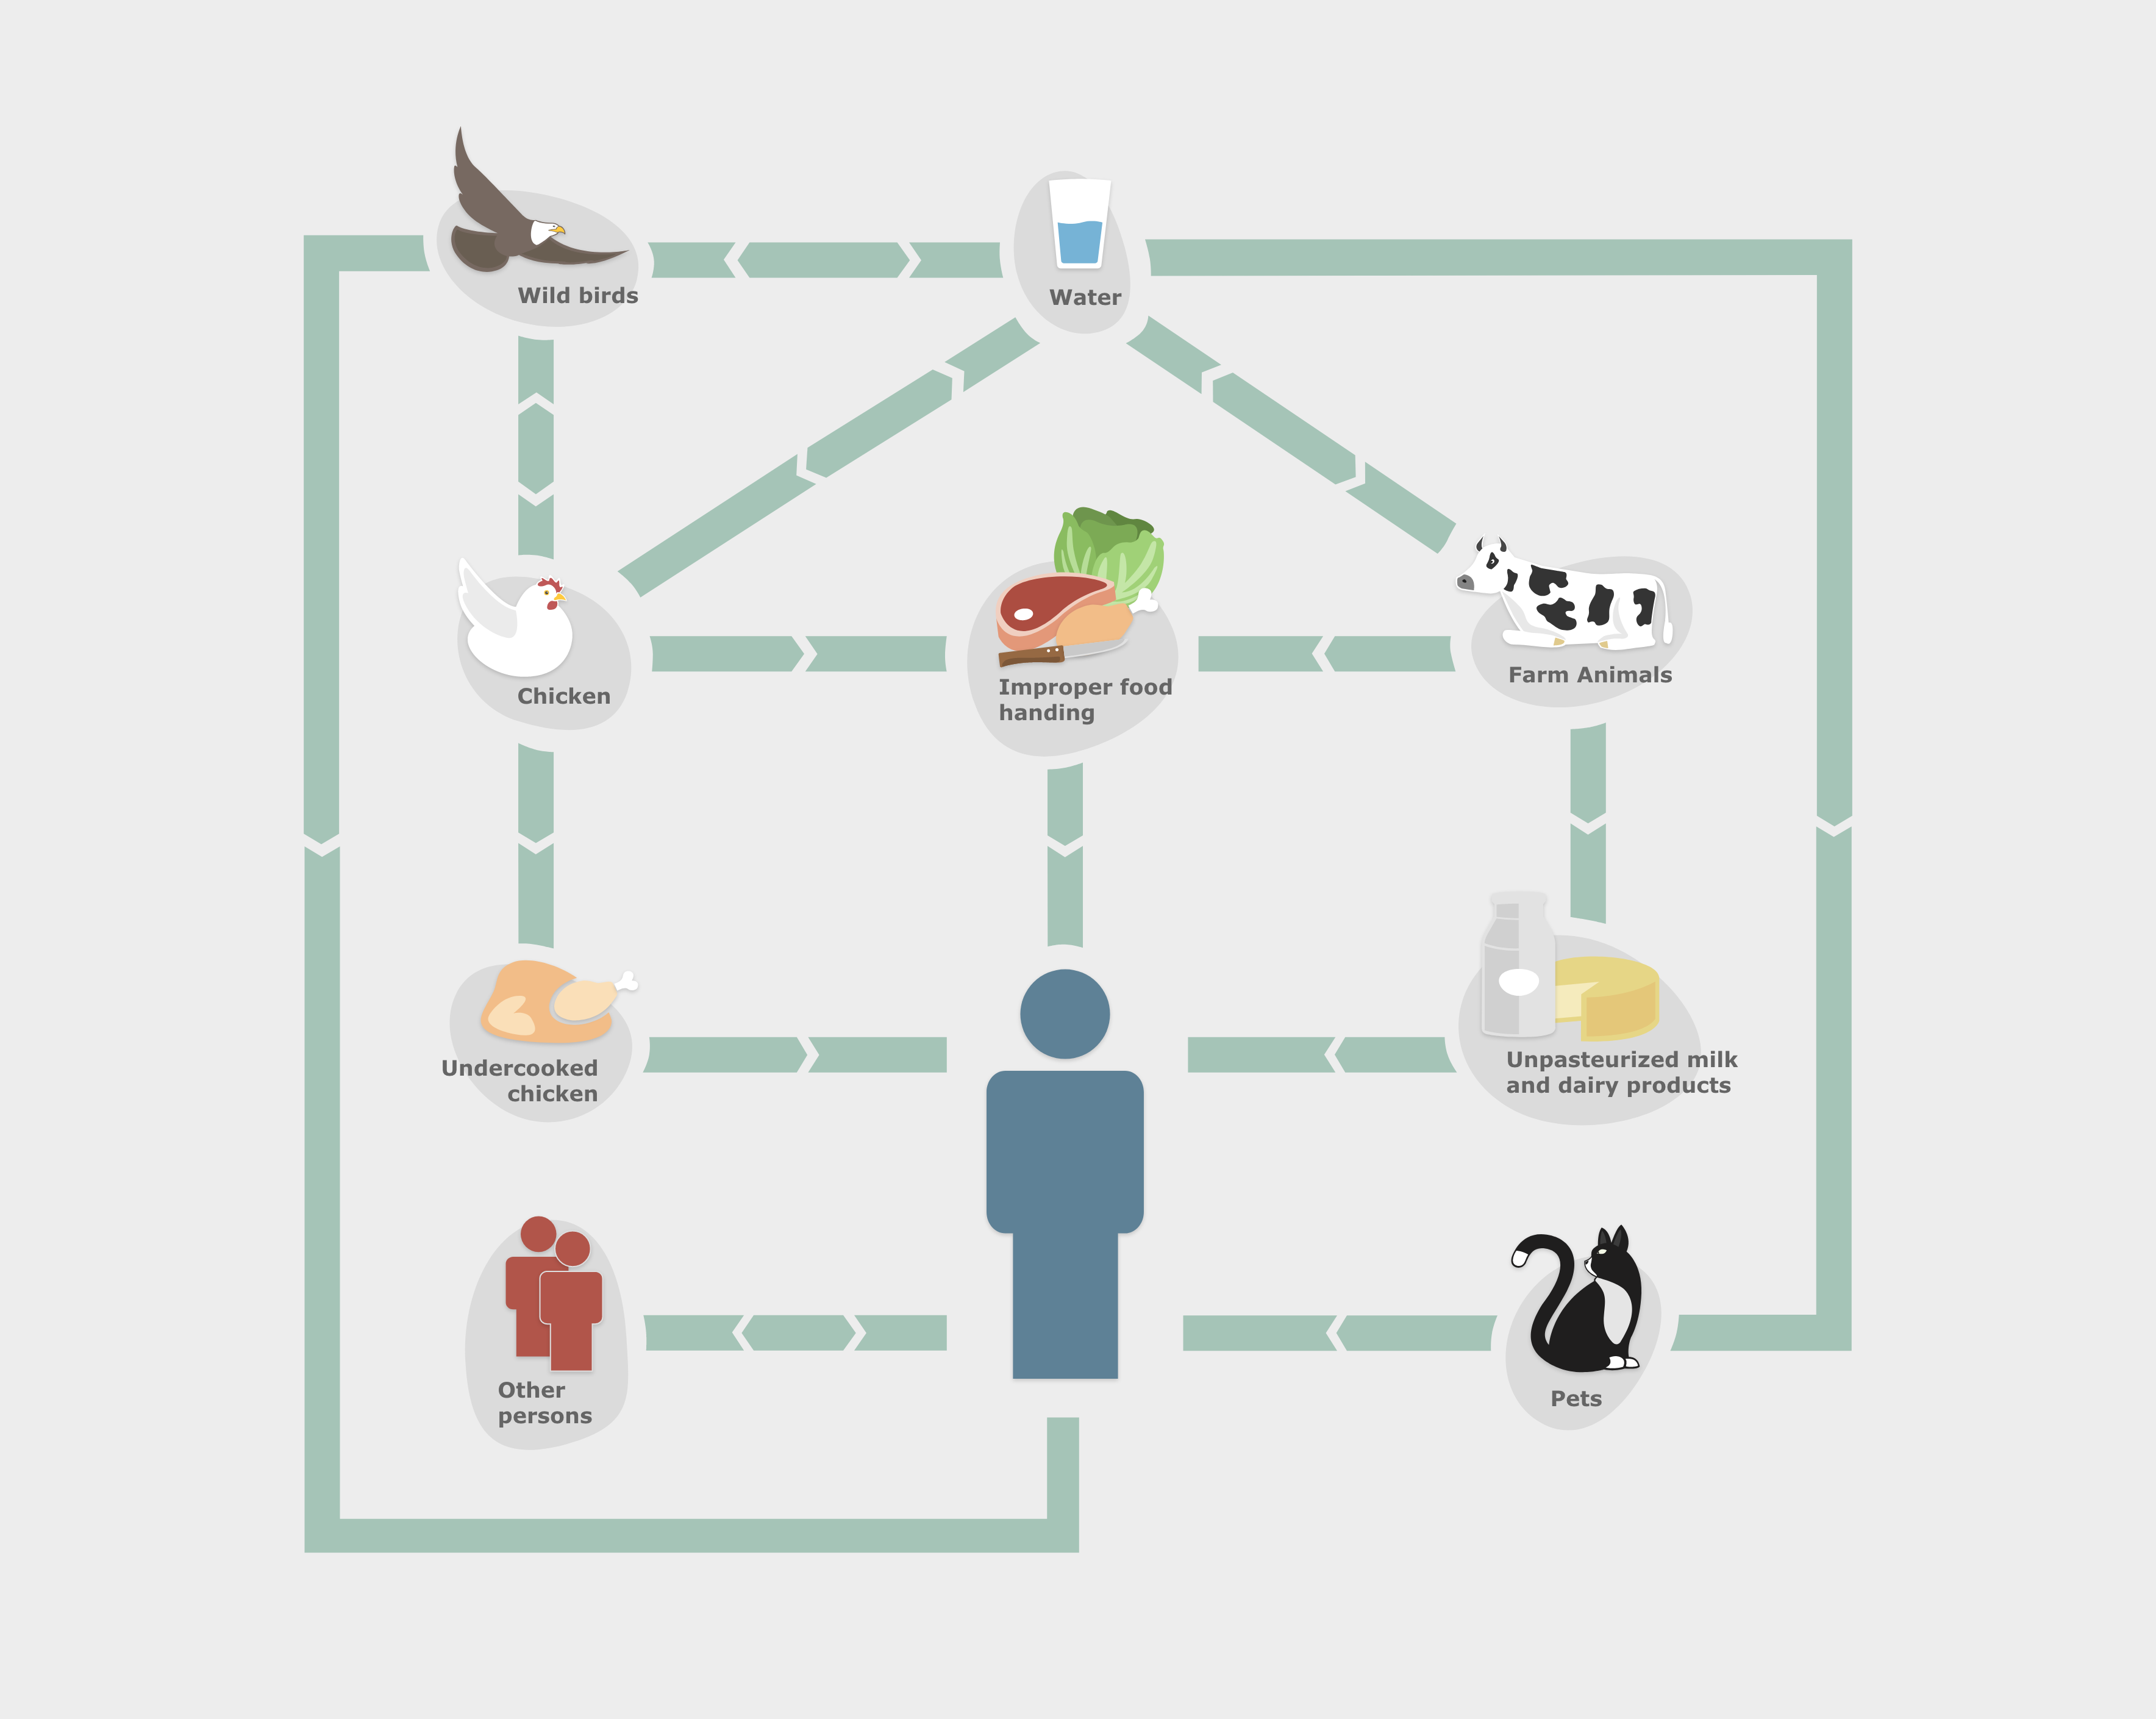 Wild birds
Water
Chicken
Improper food
handing
Farm Animals
Undercooked
chicken
Unpasteurized milk
and dairy products
Other
persons
Pets